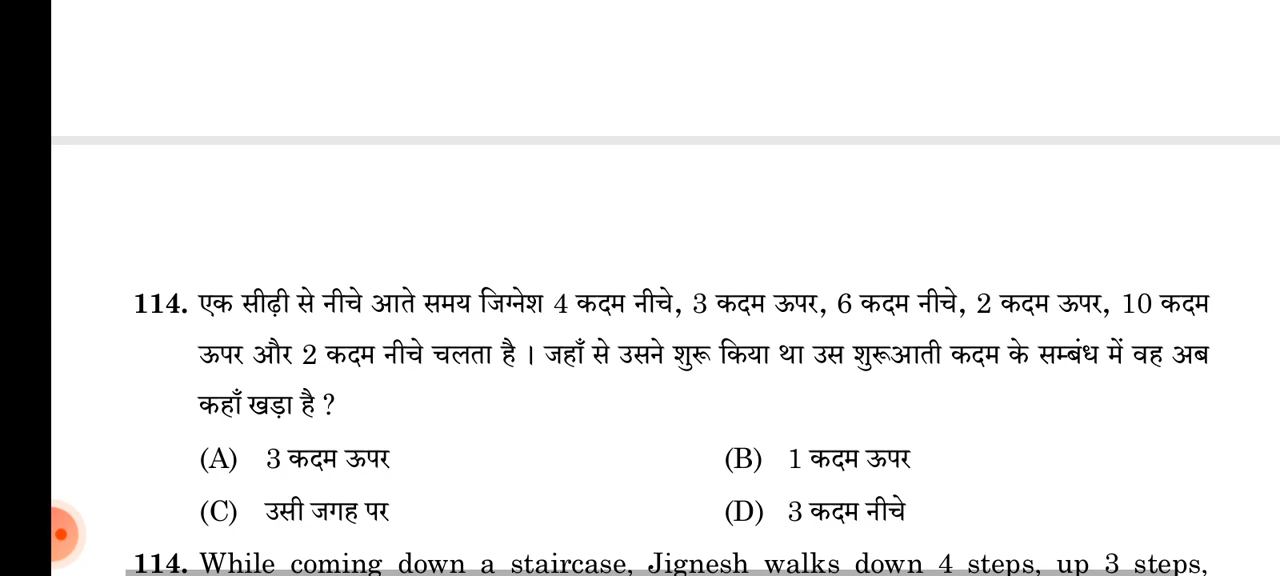 114. एक सीढ़ी से नीचे आते समय जिग्नेश 4 कदम नीचे, 3 कदम ऊपर, 6 कदम नीचे, 2 कदम ऊपर, 10 कदम
ऊपर और 2 कदम नीचे चलता है । जहाँ से उसने शुरू किया था उस शुरूआती कदम के सम्बंध में वह अब
कहाँ खड़ा है ?
(A) 3 कदम ऊपर (B) 1 कदम ऊपर
(C) उसी जगह पर (D) 3 कदम नीचे
114. While coming down a staircase, Jignesh walks down 4 steps, up 3 steps,